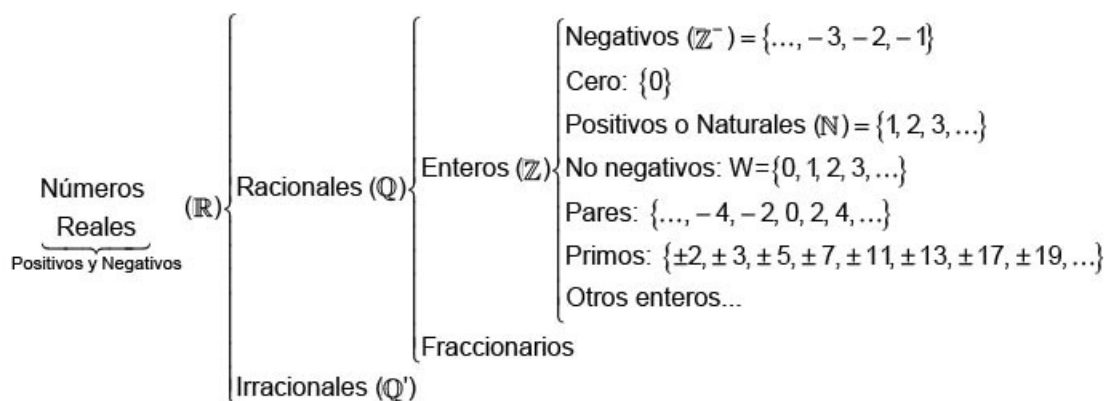 Números
Reales
Positivos y Negativos
(ℝ)
Racionales (ℚ)
Enteros (ℤ)
Negativos (ℤ⁻) = {..., −3, −2, −1}
Cero: {0}
Positivos o Naturales (ℕ) = {1, 2, 3, ...}
No negativos: W={0, 1, 2, 3, ...}
Pares: {..., −4, −2, 0, 2, 4, ...}
Primos: {±2, ±3, ±5, ±7, ±11, ±13, ±17, ±19, ...}
Otros enteros...
Fraccionarios
Irracionales (ℚ')